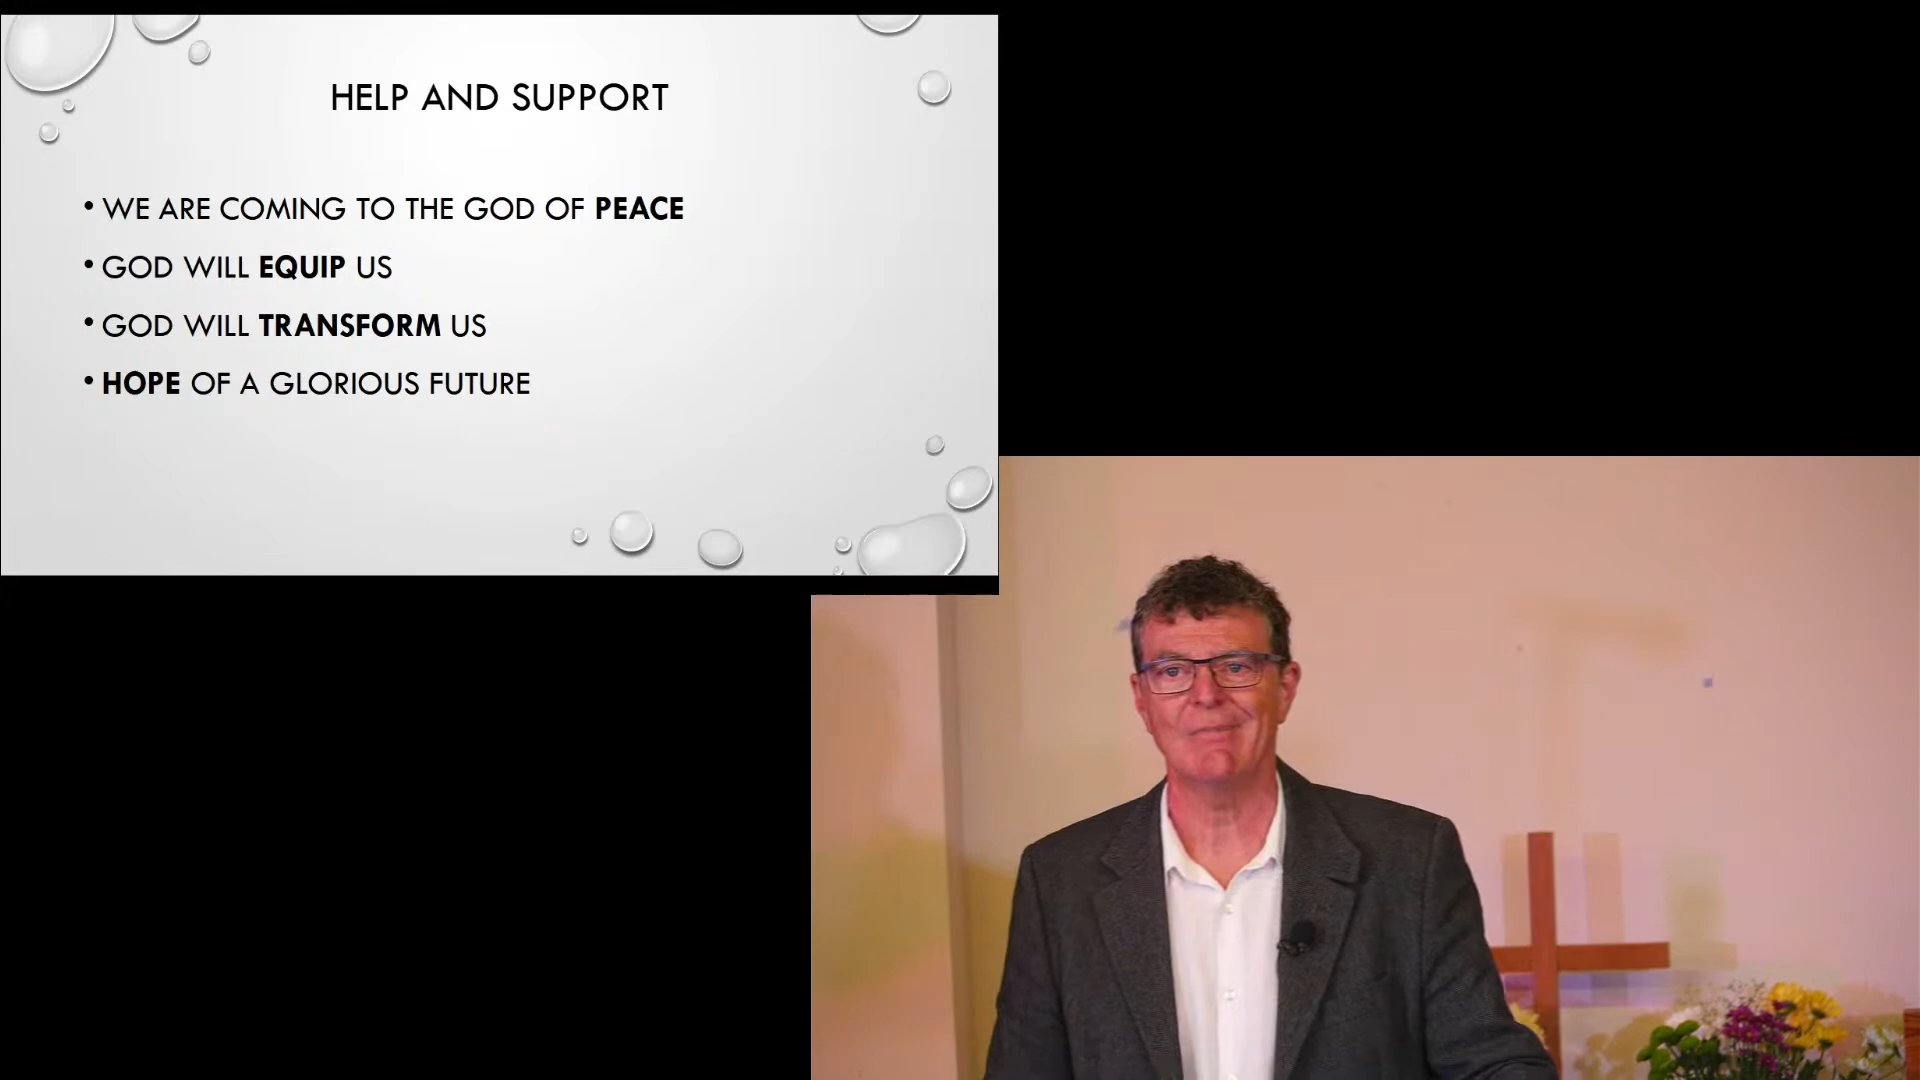 HELP AND SUPPORT
• WE ARE COMING TO THE GOD OF PEACE
• GOD WILL EQUIP US
• GOD WILL TRANSFORM US
• HOPE OF A GLORIOUS FUTURE